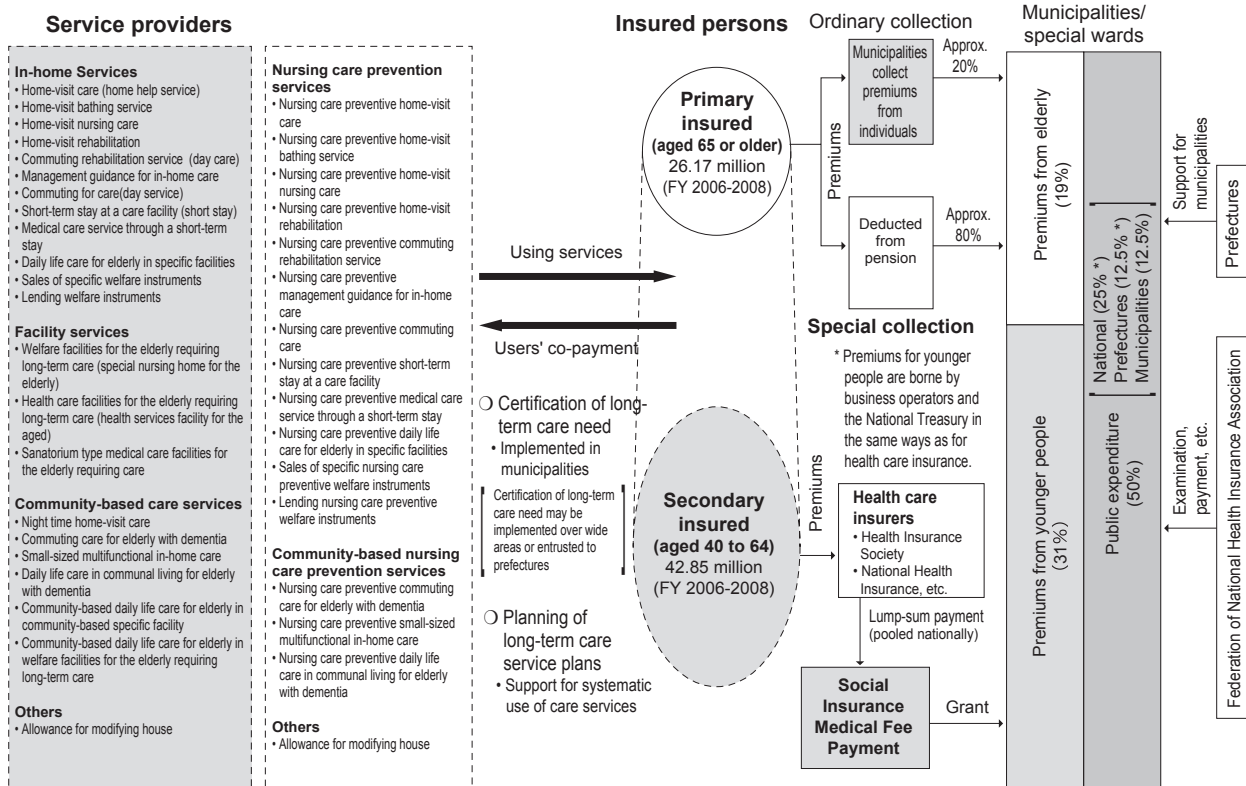 Service providers
In-home Services
• Home-visit care (home help service)
• Home-visit bathing service
• Home-visit nursing care
• Home-visit rehabilitation
• Commuting rehabilitation service (day care)
• Management guidance for in-home care
• Commuting for care(day service)
• Short-term stay at a care facility (short stay)
• Medical care service through a short-term
stay
• Daily life care for elderly in specific facilities
• Sales of specific welfare instruments
• Lending welfare instruments
Facility services
• Welfare facilities for the elderly requiring
long-term care (special nursing home for the
elderly)
• Health care facilities for the elderly requiring
long-term care (health services facility for the
aged)
• Sanatorium type medical care facilities for
the elderly requiring care
Community-based care services
• Night time home-visit care
• Commuting care for elderly with dementia
• Small-sized multifunctional in-home care
• Daily life care in communal living for elderly
with dementia
• Community-based daily life care for elderly in
community-based specific facility
• Community-based daily life care for elderly in
welfare facilities for the elderly requiring
long-term care
Others
• Allowance for modifying house
Nursing care prevention
services
• Nursing care preventive home-visit
care
• Nursing care preventive home-visit
bathing service
• Nursing care preventive home-visit
nursing care
• Nursing care preventive home-visit
rehabilitation
• Nursing care preventive commuting
rehabilitation service
• Nursing care preventive
management guidance for in-home
care
• Nursing care preventive commuting
care
• Nursing care preventive short-term
stay at a care facility
• Nursing care preventive medical care
service through a short-term stay
• Nursing care preventive daily life
care for elderly in specific facilities
• Sales of specific nursing care
preventive welfare instruments
• Lending nursing care preventive
welfare instruments
Community-based nursing
care prevention services
• Nursing care preventive commuting
care for elderly with dementia
• Nursing care preventive small-sized
multifunctional in-home care
• Nursing care preventive daily life
care in communal living for elderly
with dementia
Others
• Allowance for modifying house
Using services
Users' co-payment
❍ Certification of long-
term care need
• Implemented in
municipalities
Certification of long-term
care need may be
implemented over wide
areas or entrusted to
prefectures
❍ Planning of
long-term care
service plans
• Support for systematic
use of care services
Insured persons
Primary
insured
(aged 65 or older)
26.17 million
(FY 2006-2008)
Secondary
insured
(aged 40 to 64)
42.85 million
(FY 2006-2008)
Ordinary collection
Premiums
Municipalities
collect
premiums
from
individuals
Approx.
20%
Deducted
from
pension
Approx.
80%
Special collection
* Premiums for younger
people are borne by
business operators and
the National Treasury in
the same ways as for
health care insurance.
Premiums
Health care
insurers
• Health Insurance
Society
• National Health
Insurance, etc.
Lump-sum payment
(pooled nationally)
Social
Insurance
Medical Fee
Payment
Grant
Municipalities/
special wards
Premiums from elderly
(19%)
Premiums from younger people
(31%)
National (25% *)
Prefectures (12.5% *)
Municipalities (12.5%)
Public expenditure
(50%)
Support for
municipalities
Prefectures
Examination,
payment, etc.
Federation of National Health Insurance Association